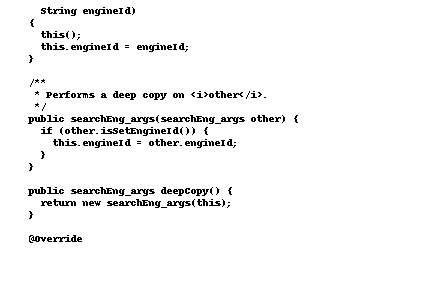 String engineId)
{
this();
this.engineId = engineId;
}
/**
* Performs a deep copy on <i>other</i>.
*/
public searchEng_args(searchEng_args other) {
if (other.isSetEngineId()) {
this.engineId = other.engineId;
}
}
public searchEng_args deepCopy() {
return new searchEng_args(this);
}
@Override